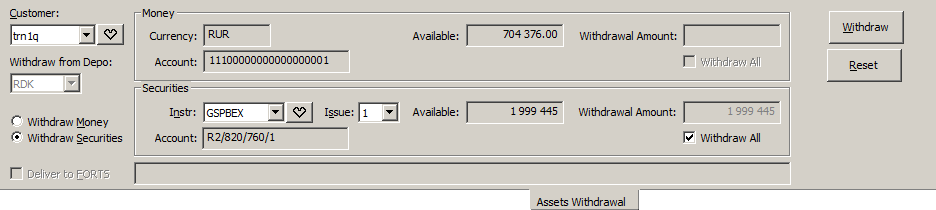 Customer:
trn1q
Withdraw from Depo:
RDK
Withdraw Money
Withdraw Securities
Deliver to FORTS
Money
Currency: RUR Available: 704 376.00 Withdrawal Amount:
Account: 11100000000000000001 Withdraw All
Securities
Instr: GSPBEX Issue: 1 Available: 1 999 445 Withdrawal Amount: 1 999 445
Account: R2/820/760/1 Withdraw All
Withdraw
Reset
Assets Withdrawal